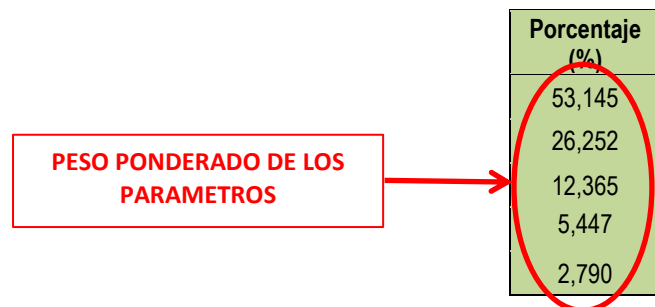 Porcentaje
(%)
53,145
26,252
PESO PONDERADO DE LOS
PARAMETROS
12,365
5,447
2,790